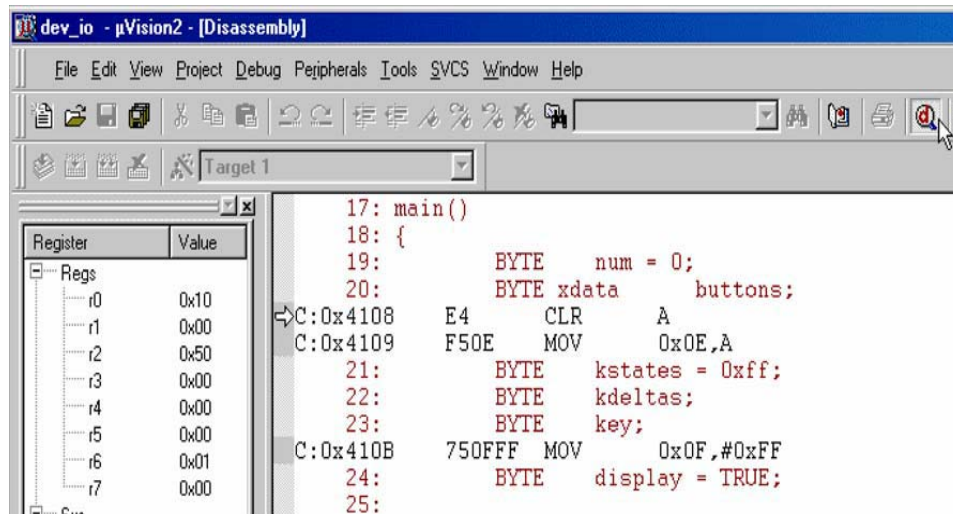 dev_io - µVision2 - [Disassembly]
File Edit View Project Debug Peripherals Tools SVCS Window Help
Target 1
Register Value
Regs
r0 0x10
r1 0x00
r2 0x50
r3 0x00
r4 0x00
r5 0x00
r6 0x01
r7 0x00
17: main()
18: {
19: BYTE num = 0;
20: BYTE xdata buttons;
C:0x4108 E4 CLR A
C:0x4109 F50E MOV 0x0E,A
21: BYTE kstates = 0xff;
22: BYTE kdeltas;
23: BYTE key;
C:0x410B 750FFF MOV 0x0F,#0xFF
24: BYTE display = TRUE;
25: